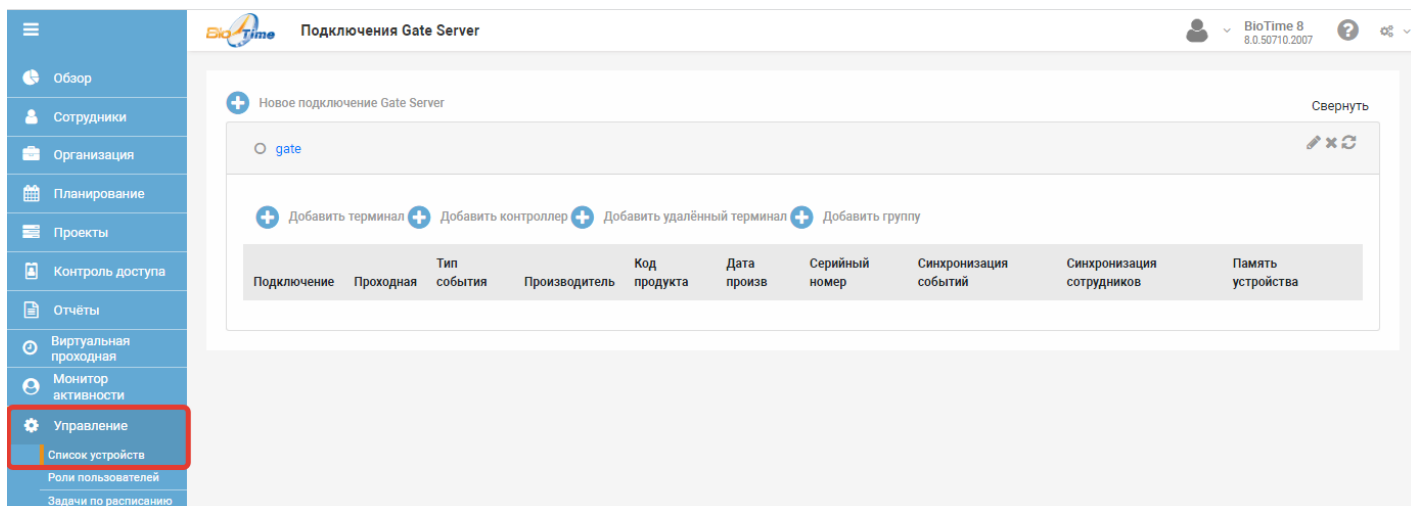 Bio Time
Подключения Gate Server
BioTime 8
8.0.50710.2007
Обзор
Сотрудники
Организация
Планирование
Проекты
Контроль доступа
Отчёты
Виртуальная
проходная
Монитор
активности
Управление
Список устройств
Роли пользователей
Задачи по расписанию
Новое подключение Gate Server
Свернуть
gate
Добавить терминал
Добавить контроллер
Добавить удалённый терминал
Добавить группу
Подключение
Проходная
Тип
события
Производитель
Код
продукта
Дата
произв
Серийный
номер
Синхронизация
событий
Синхронизация
сотрудников
Память
устройства